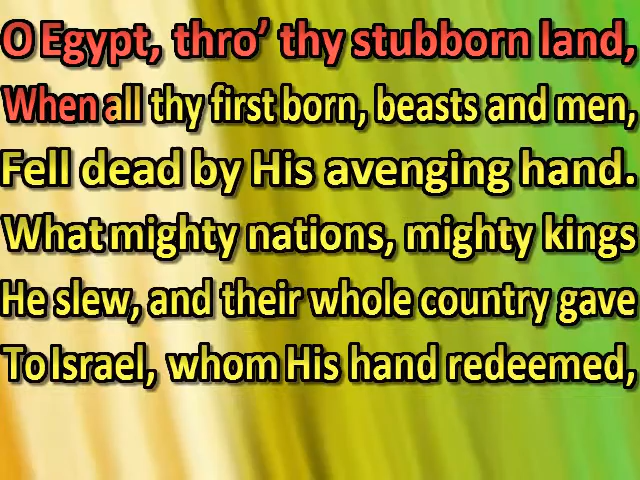 O Egypt, thro’ thy stubborn land,
When all thy first born, beasts and men,
Fell dead by His avenging hand.
What mighty nations, mighty kings
He slew, and their whole country gave
To Israel, whom His hand redeemed,